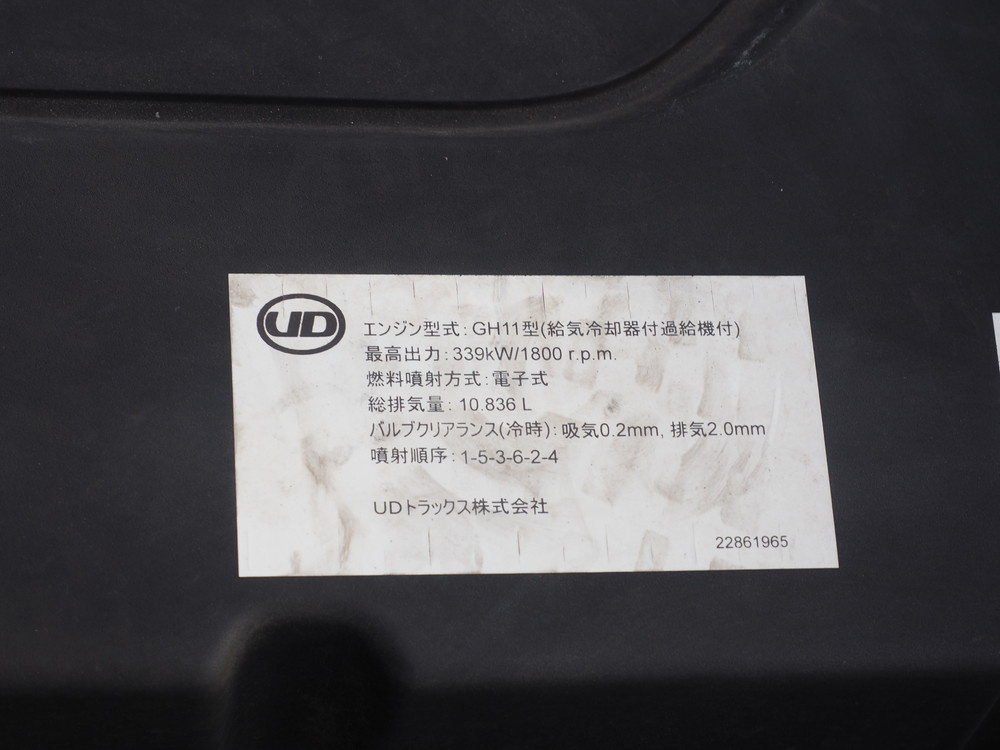 UD
エンジン型式: GH11型(給気冷却器付過給機付)
最高出力: 339kW/1800 r.p.m.
燃料噴射方式: 電子式
総排気量: 10.836 L
バルブクリアランス(冷時): 吸気0.2mm, 排気2.0mm
噴射順序: 1-5-3-6-2-4
UDトラックス株式会社
22861965